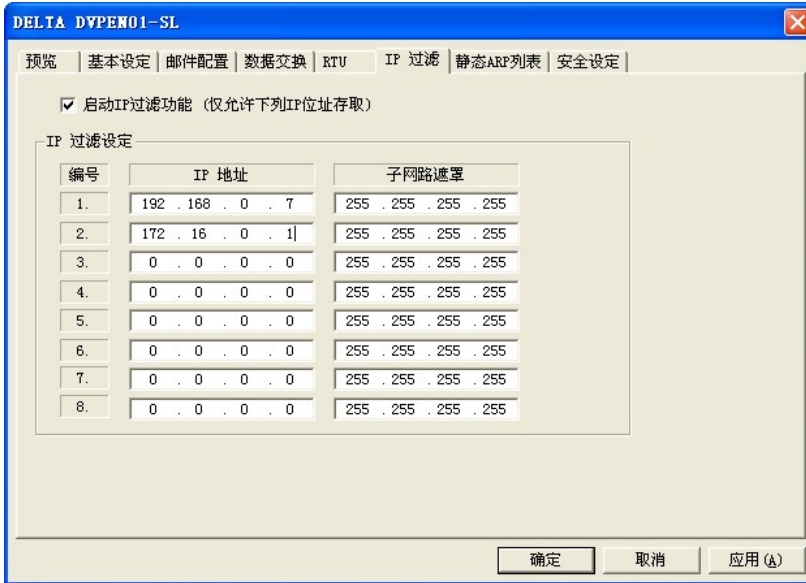 DELTA DVPEN01-SL
预览 基本设定 邮件配置 数据交换 RTU IP 过滤 静态ARP列表 安全设定
启动IP过滤功能 (仅允许下列IP位址存取)
IP 过滤设定
编号 IP 地址 子网路遮罩
1. 192 . 168 . 0 . 7 255 . 255 . 255 . 255
2. 172 . 16 . 0 . 1 255 . 255 . 255 . 255
3. 0 . 0 . 0 . 0 255 . 255 . 255 . 255
4. 0 . 0 . 0 . 0 255 . 255 . 255 . 255
5. 0 . 0 . 0 . 0 255 . 255 . 255 . 255
6. 0 . 0 . 0 . 0 255 . 255 . 255 . 255
7. 0 . 0 . 0 . 0 255 . 255 . 255 . 255
8. 0 . 0 . 0 . 0 255 . 255 . 255 . 255
确定 取消 应用(A)